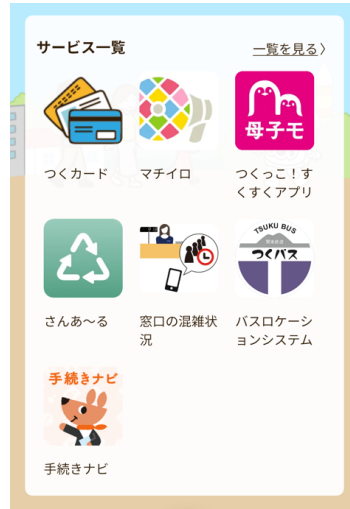 サービス一覧
一覧を見る〉
母子モ
つくカード
マチイロ
つくっこ！す
くすくアプリ
TSUKU BUS
つくバス
さんあ～る
窓口の混雑状
況
バスロケーシ
ョンシステム
手続きナビ
手続きナビ